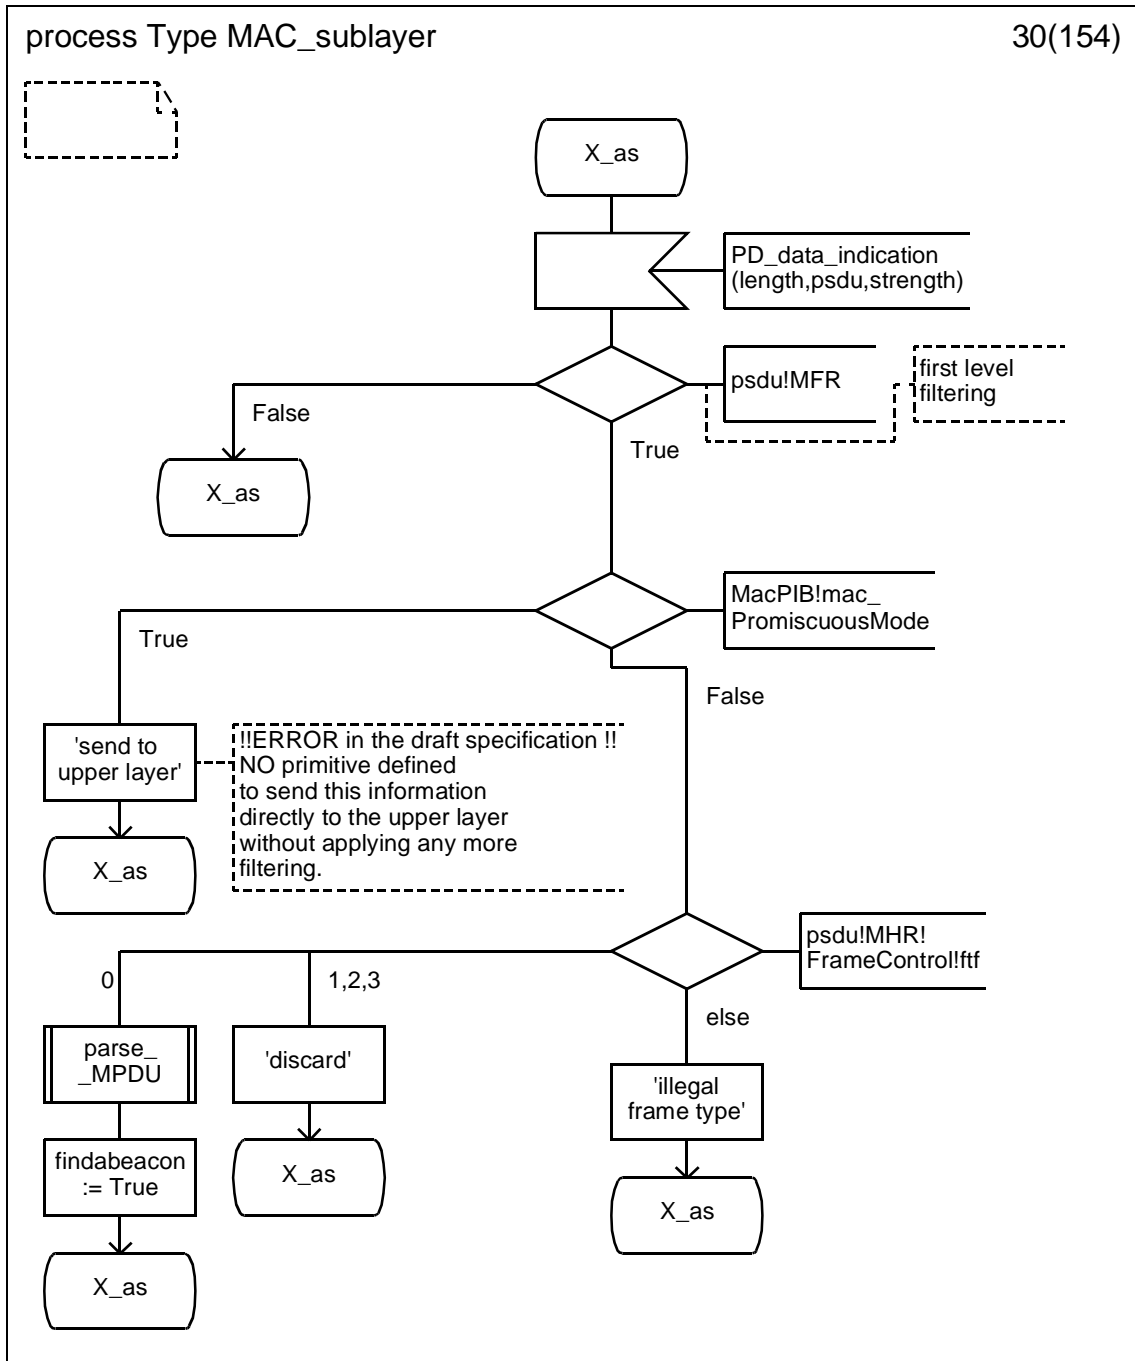 process Type MAC_sublayer
30(154)
X_as
PD_data_indication
(length,psdu,strength)
psdu!MFR
first level
filtering
False
True
X_as
MacPIB!mac_
PromiscuousMode
True
False
'send to
upper layer'
!!ERROR in the draft specification !!
NO primitive defined
to send this information
directly to the upper layer
without applying any more
filtering.
X_as
psdu!MHR!
FrameControl!ftf
0
1,2,3
else
parse_
_MPDU
'discard'
'illegal
frame type'
findabeacon
:= True
X_as
X_as
X_as